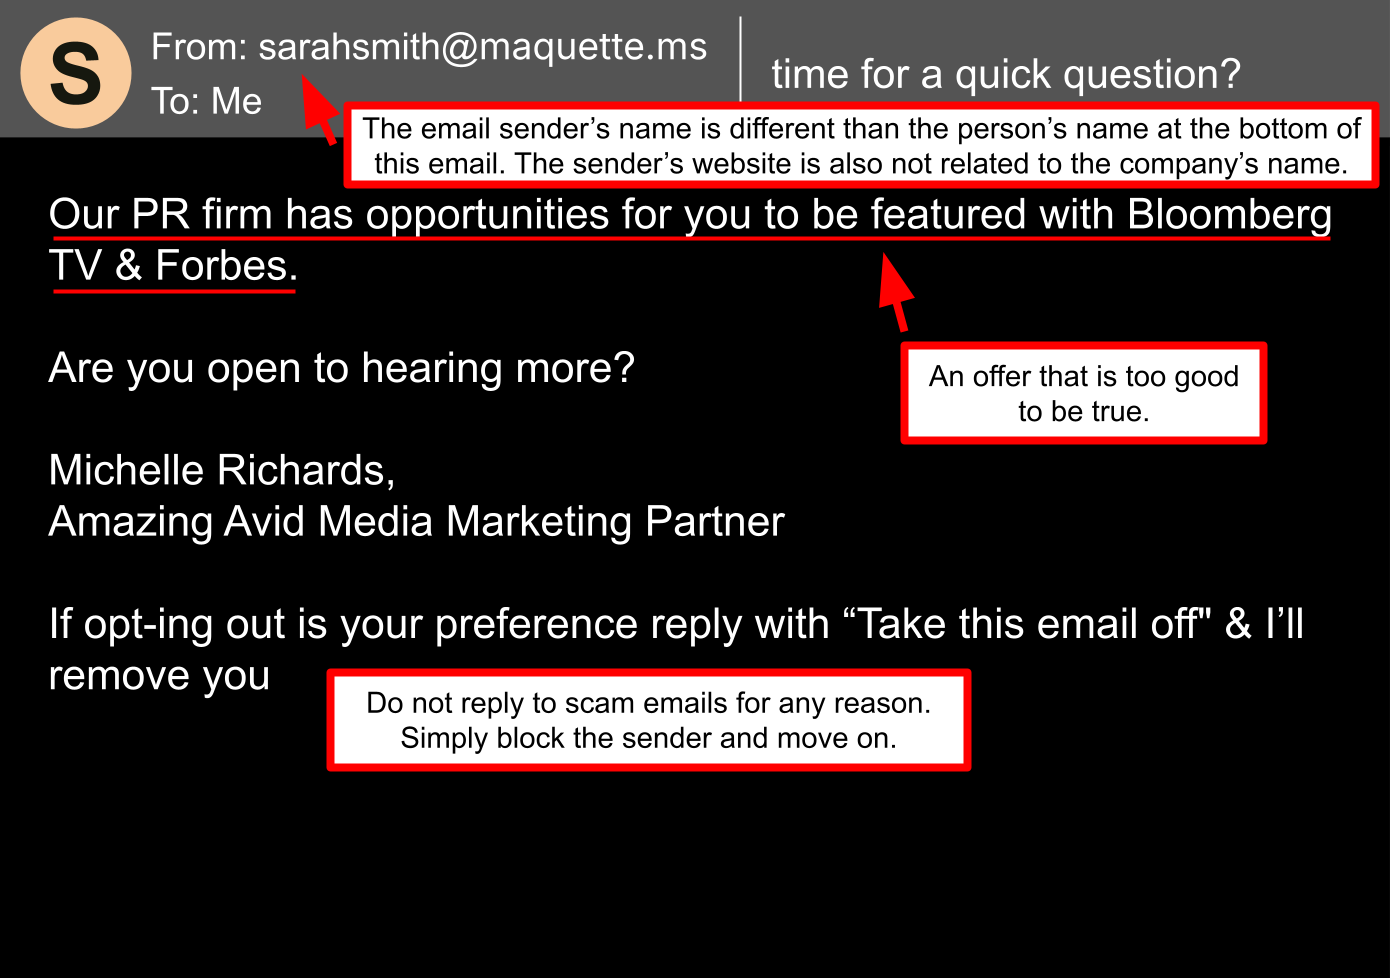 S
From: sarahsmith@maquette.ms
To: Me
time for a quick question?
The email sender’s name is different than the person’s name at the bottom of
this email. The sender’s website is also not related to the company’s name.
Our PR firm has opportunities for you to be featured with Bloomberg
TV & Forbes.
An offer that is too good
to be true.
Are you open to hearing more?
Michelle Richards,
Amazing Avid Media Marketing Partner
If opt-ing out is your preference reply with “Take this email off" & I’ll
remove you
Do not reply to scam emails for any reason.
Simply block the sender and move on.